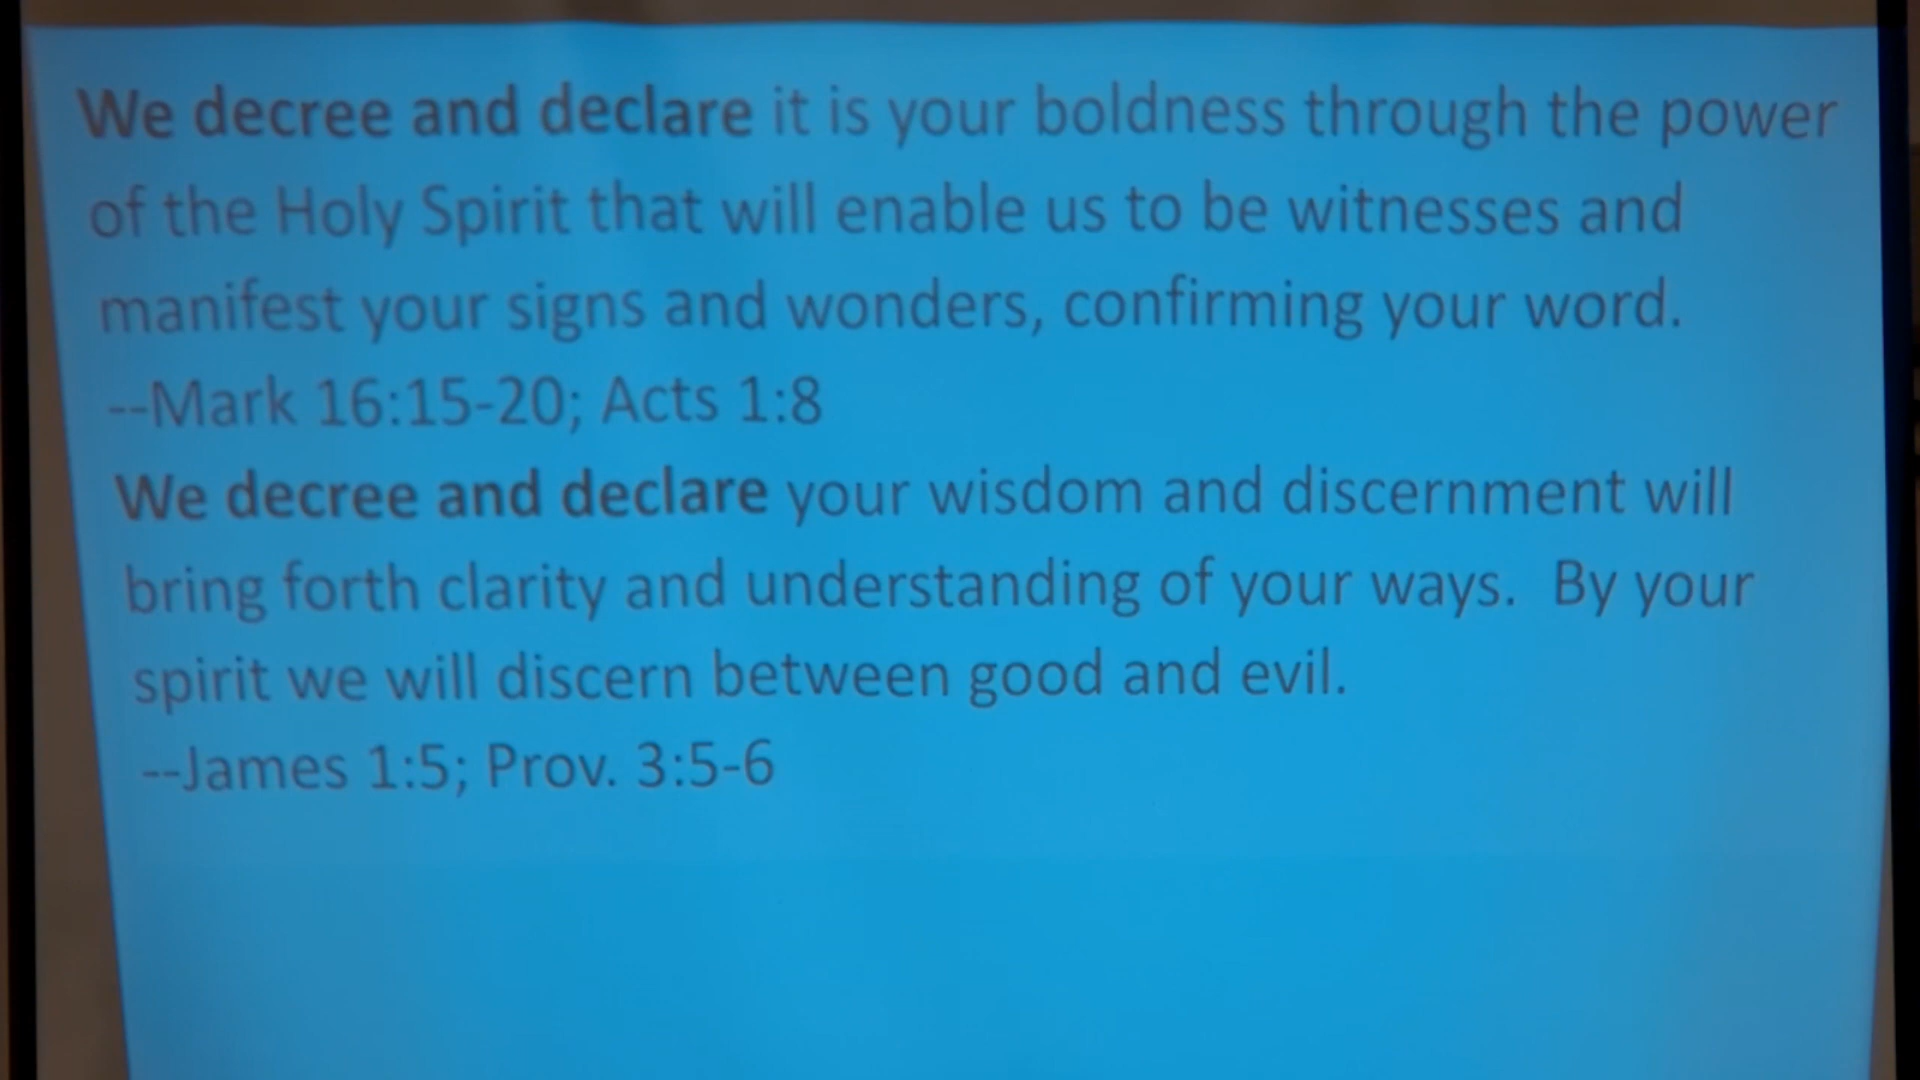 We decree and declare it is your boldness through the power
of the Holy Spirit that will enable us to be witnesses and
manifest your signs and wonders, confirming your word.
--Mark 16:15-20; Acts 1:8
We decree and declare your wisdom and discernment will
bring forth clarity and understanding of your ways.  By your
spirit we will discern between good and evil.
--James 1:5; Prov. 3:5-6